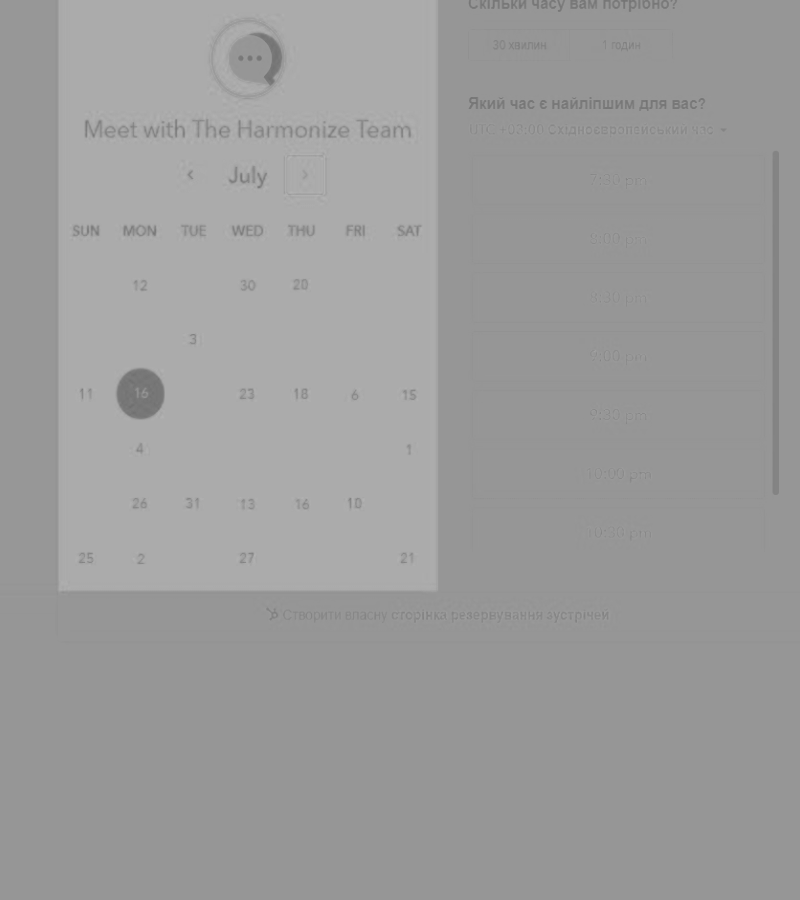 Meet with The Harmonize Team
‹ July ›
SUN MON TUE WED THU FRI SAT
12 30 20
3
11 16 23 18 6 15
4 1
26 31 13 16 10
25 2 27 21
Скільки часу вам потрібно?
30 хвилин 1 годин
Який час є найліпшим для вас?
UTC +03:00 Східноєвропейський час
7:30 pm
8:00 pm
8:30 pm
9:00 pm
9:30 pm
10:00 pm
10:30 pm
Створити власну сторінка резервування зустрічей